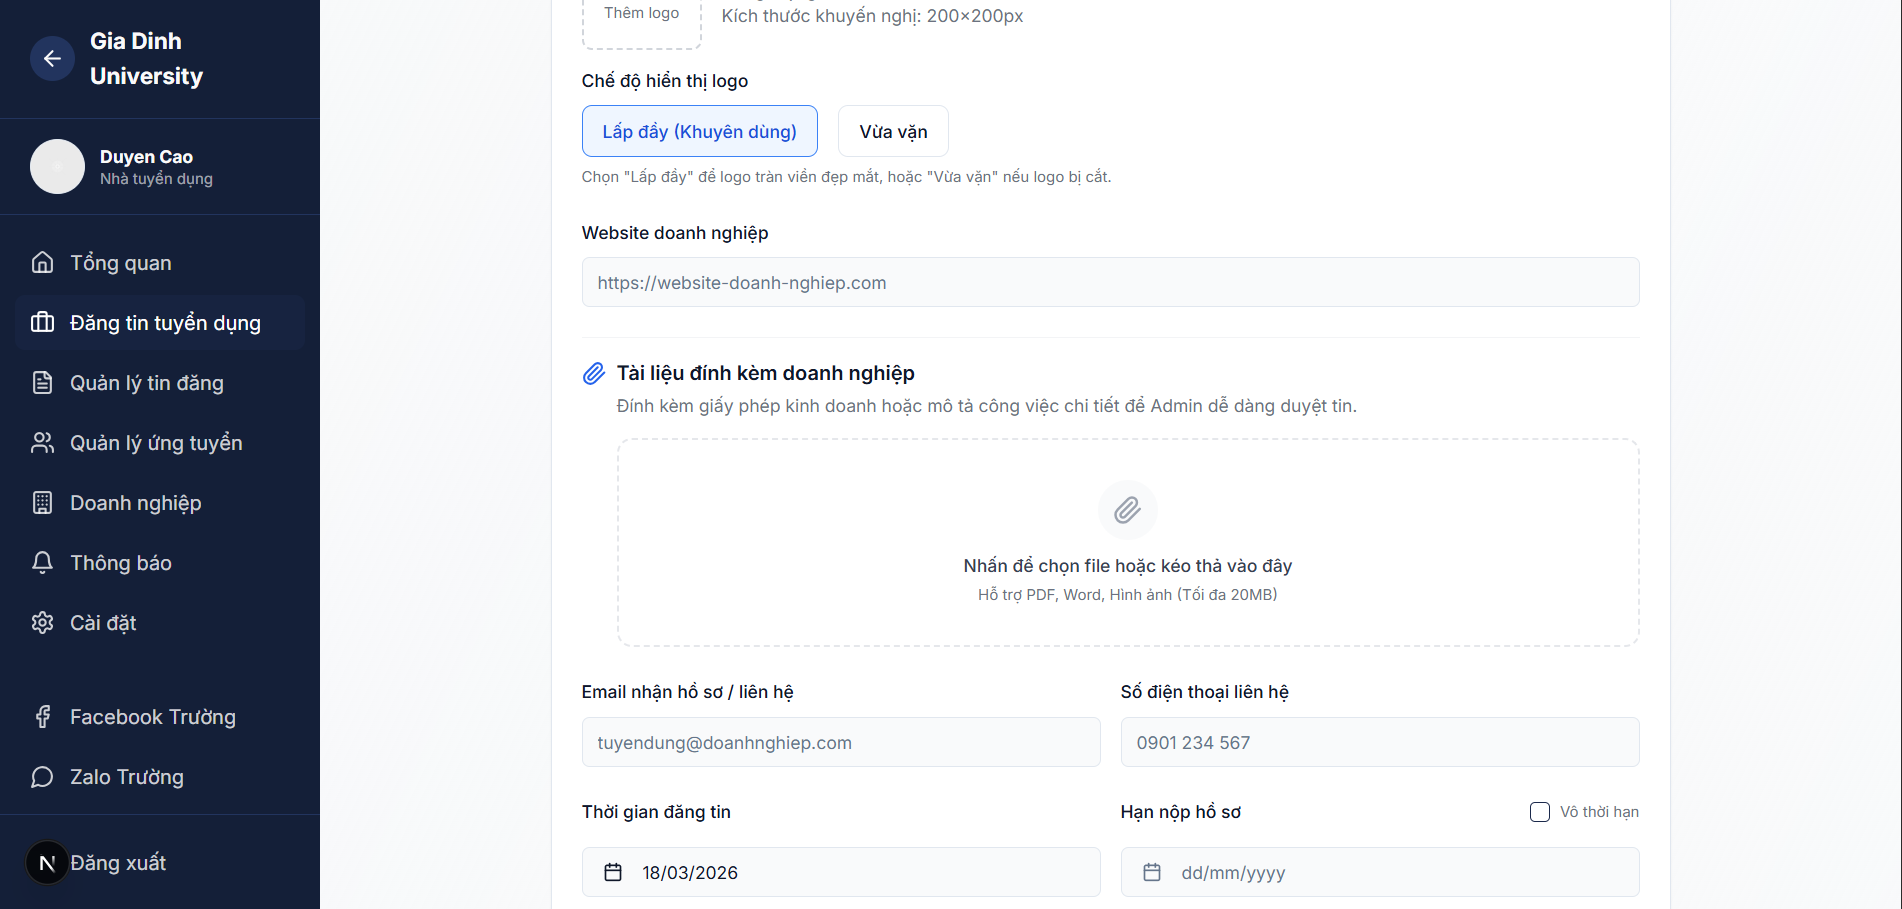 Gia Dinh
University
Duyen Cao
Nhà tuyển dụng
Tổng quan
Đăng tin tuyển dụng
Quản lý tin đăng
Quản lý ứng tuyển
Doanh nghiệp
Thông báo
Cài đặt
Facebook Trường
Zalo Trường
N
Đăng xuất
Thêm logo
Kích thước khuyến nghị: 200×200px
Chế độ hiển thị logo
Lấp đầy (Khuyên dùng)
Vừa vặn
Chọn "Lấp đầy" để logo tràn viền đẹp mắt, hoặc "Vừa vặn" nếu logo bị cắt.
Website doanh nghiệp
https://website-doanh-nghiep.com
Tài liệu đính kèm doanh nghiệp
Đính kèm giấy phép kinh doanh hoặc mô tả công việc chi tiết để Admin dễ dàng duyệt tin.
Nhấn để chọn file hoặc kéo thả vào đây
Hỗ trợ PDF, Word, Hình ảnh (Tối đa 20MB)
Email nhận hồ sơ / liên hệ
Số điện thoại liên hệ
tuyendung@doanhnghiep.com
0901 234 567
Thời gian đăng tin
Hạn nộp hồ sơ
Vô thời hạn
18/03/2026
dd/mm/yyyy